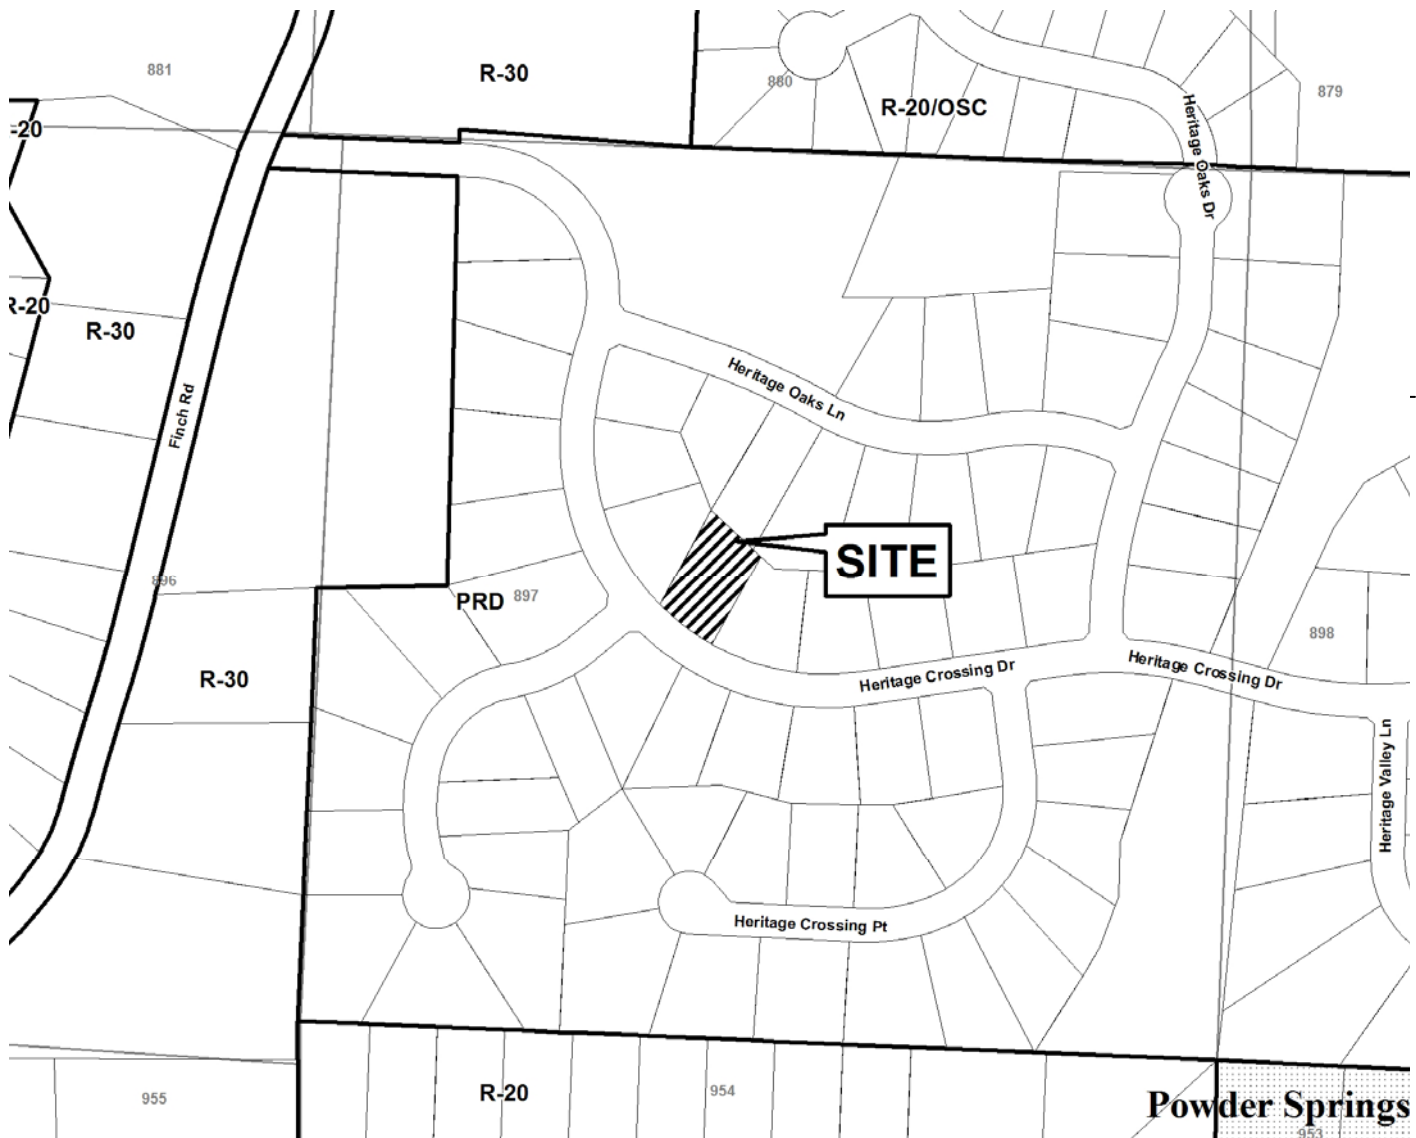 881
R-30
880
R-20/OSC
879
-20
Heritage Oaks Dr
R-20
R-30
Finch Rd
Heritage Oaks Ln
SITE
896
PRD
897
898
R-30
Heritage Crossing Dr
Heritage Crossing Dr
Heritage Valley Ln
Heritage Crossing Pt
955
R-20
954
Powder Springs
953